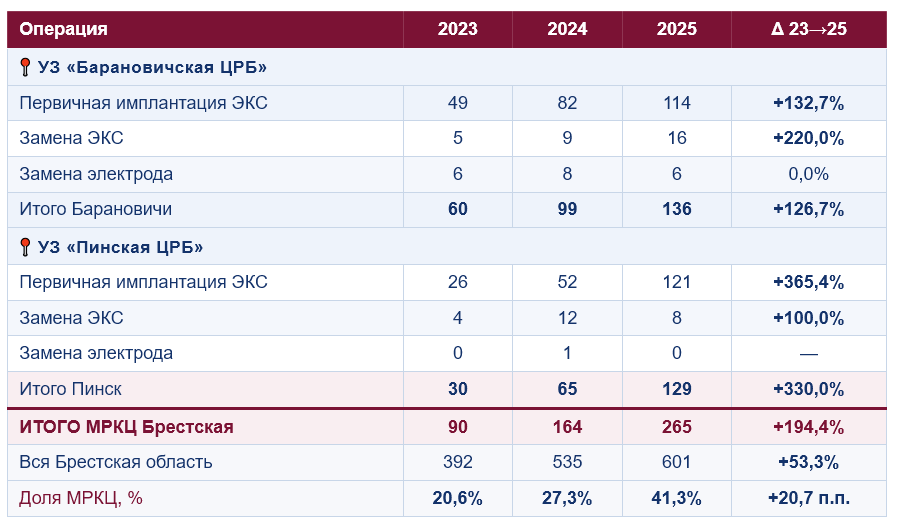 Операция 2023 2024 2025 Δ 23→25
УЗ «Барановичская ЦРБ»
Первичная имплантация ЭКС 49 82 114 +132,7%
Замена ЭКС 5 9 16 +220,0%
Замена электрода 6 8 6 0,0%
Итого Барановичи 60 99 136 +126,7%
УЗ «Пинская ЦРБ»
Первичная имплантация ЭКС 26 52 121 +365,4%
Замена ЭКС 4 12 8 +100,0%
Замена электрода 0 1 0 —
Итого Пинск 30 65 129 +330,0%
ИТОГО МРКЦ Брестская 90 164 265 +194,4%
Вся Брестская область 392 535 601 +53,3%
Доля МРКЦ, % 20,6% 27,3% 41,3% +20,7 п.п.